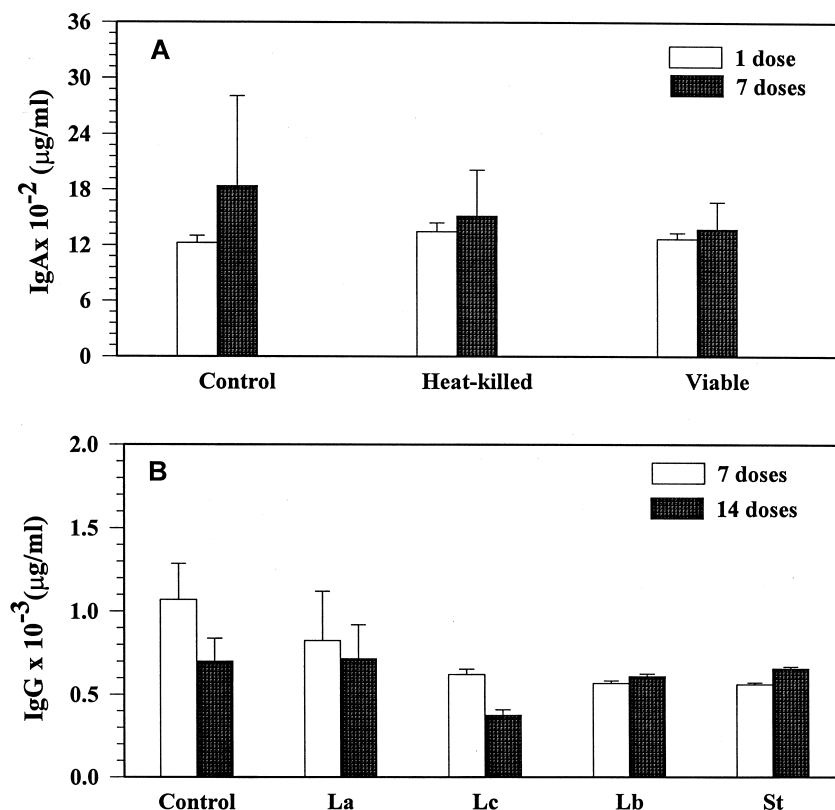 A
1 dose
7 doses
IgAx 10⁻² (μg/ml)
36
30
24
18
12
6
0
Control Heat-killed Viable
B
7 doses
14 doses
IgG x 10⁻³ (μg/ml)
2.0
1.5
1.0
0.5
0.0
Control La Lc Lb St